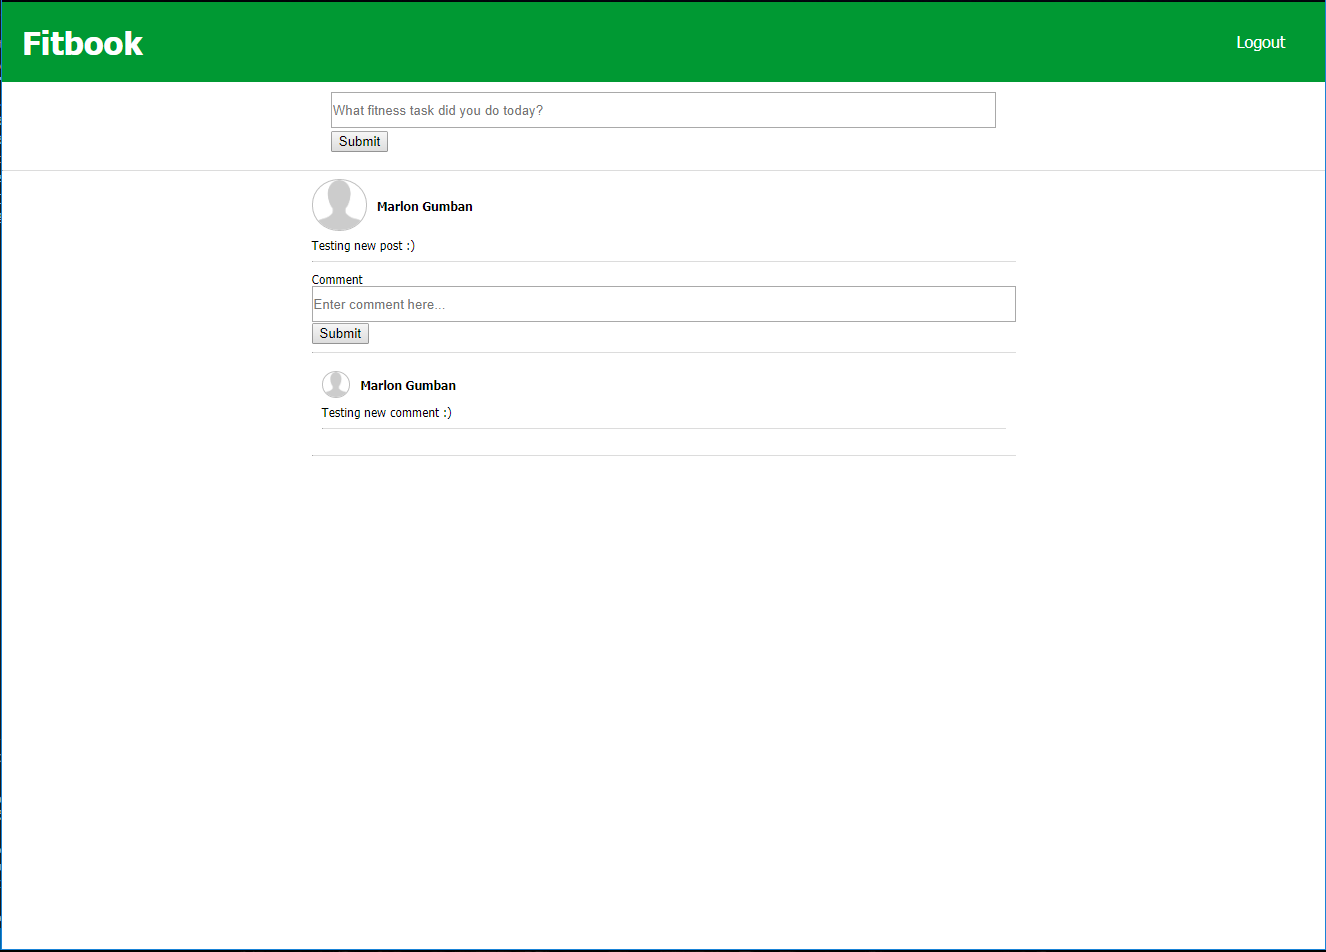 Fitbook
Logout
What fitness task did you do today?
Submit
Marlon Gumban
Testing new post :)
Comment
Enter comment here...
Submit
Marlon Gumban
Testing new comment :)